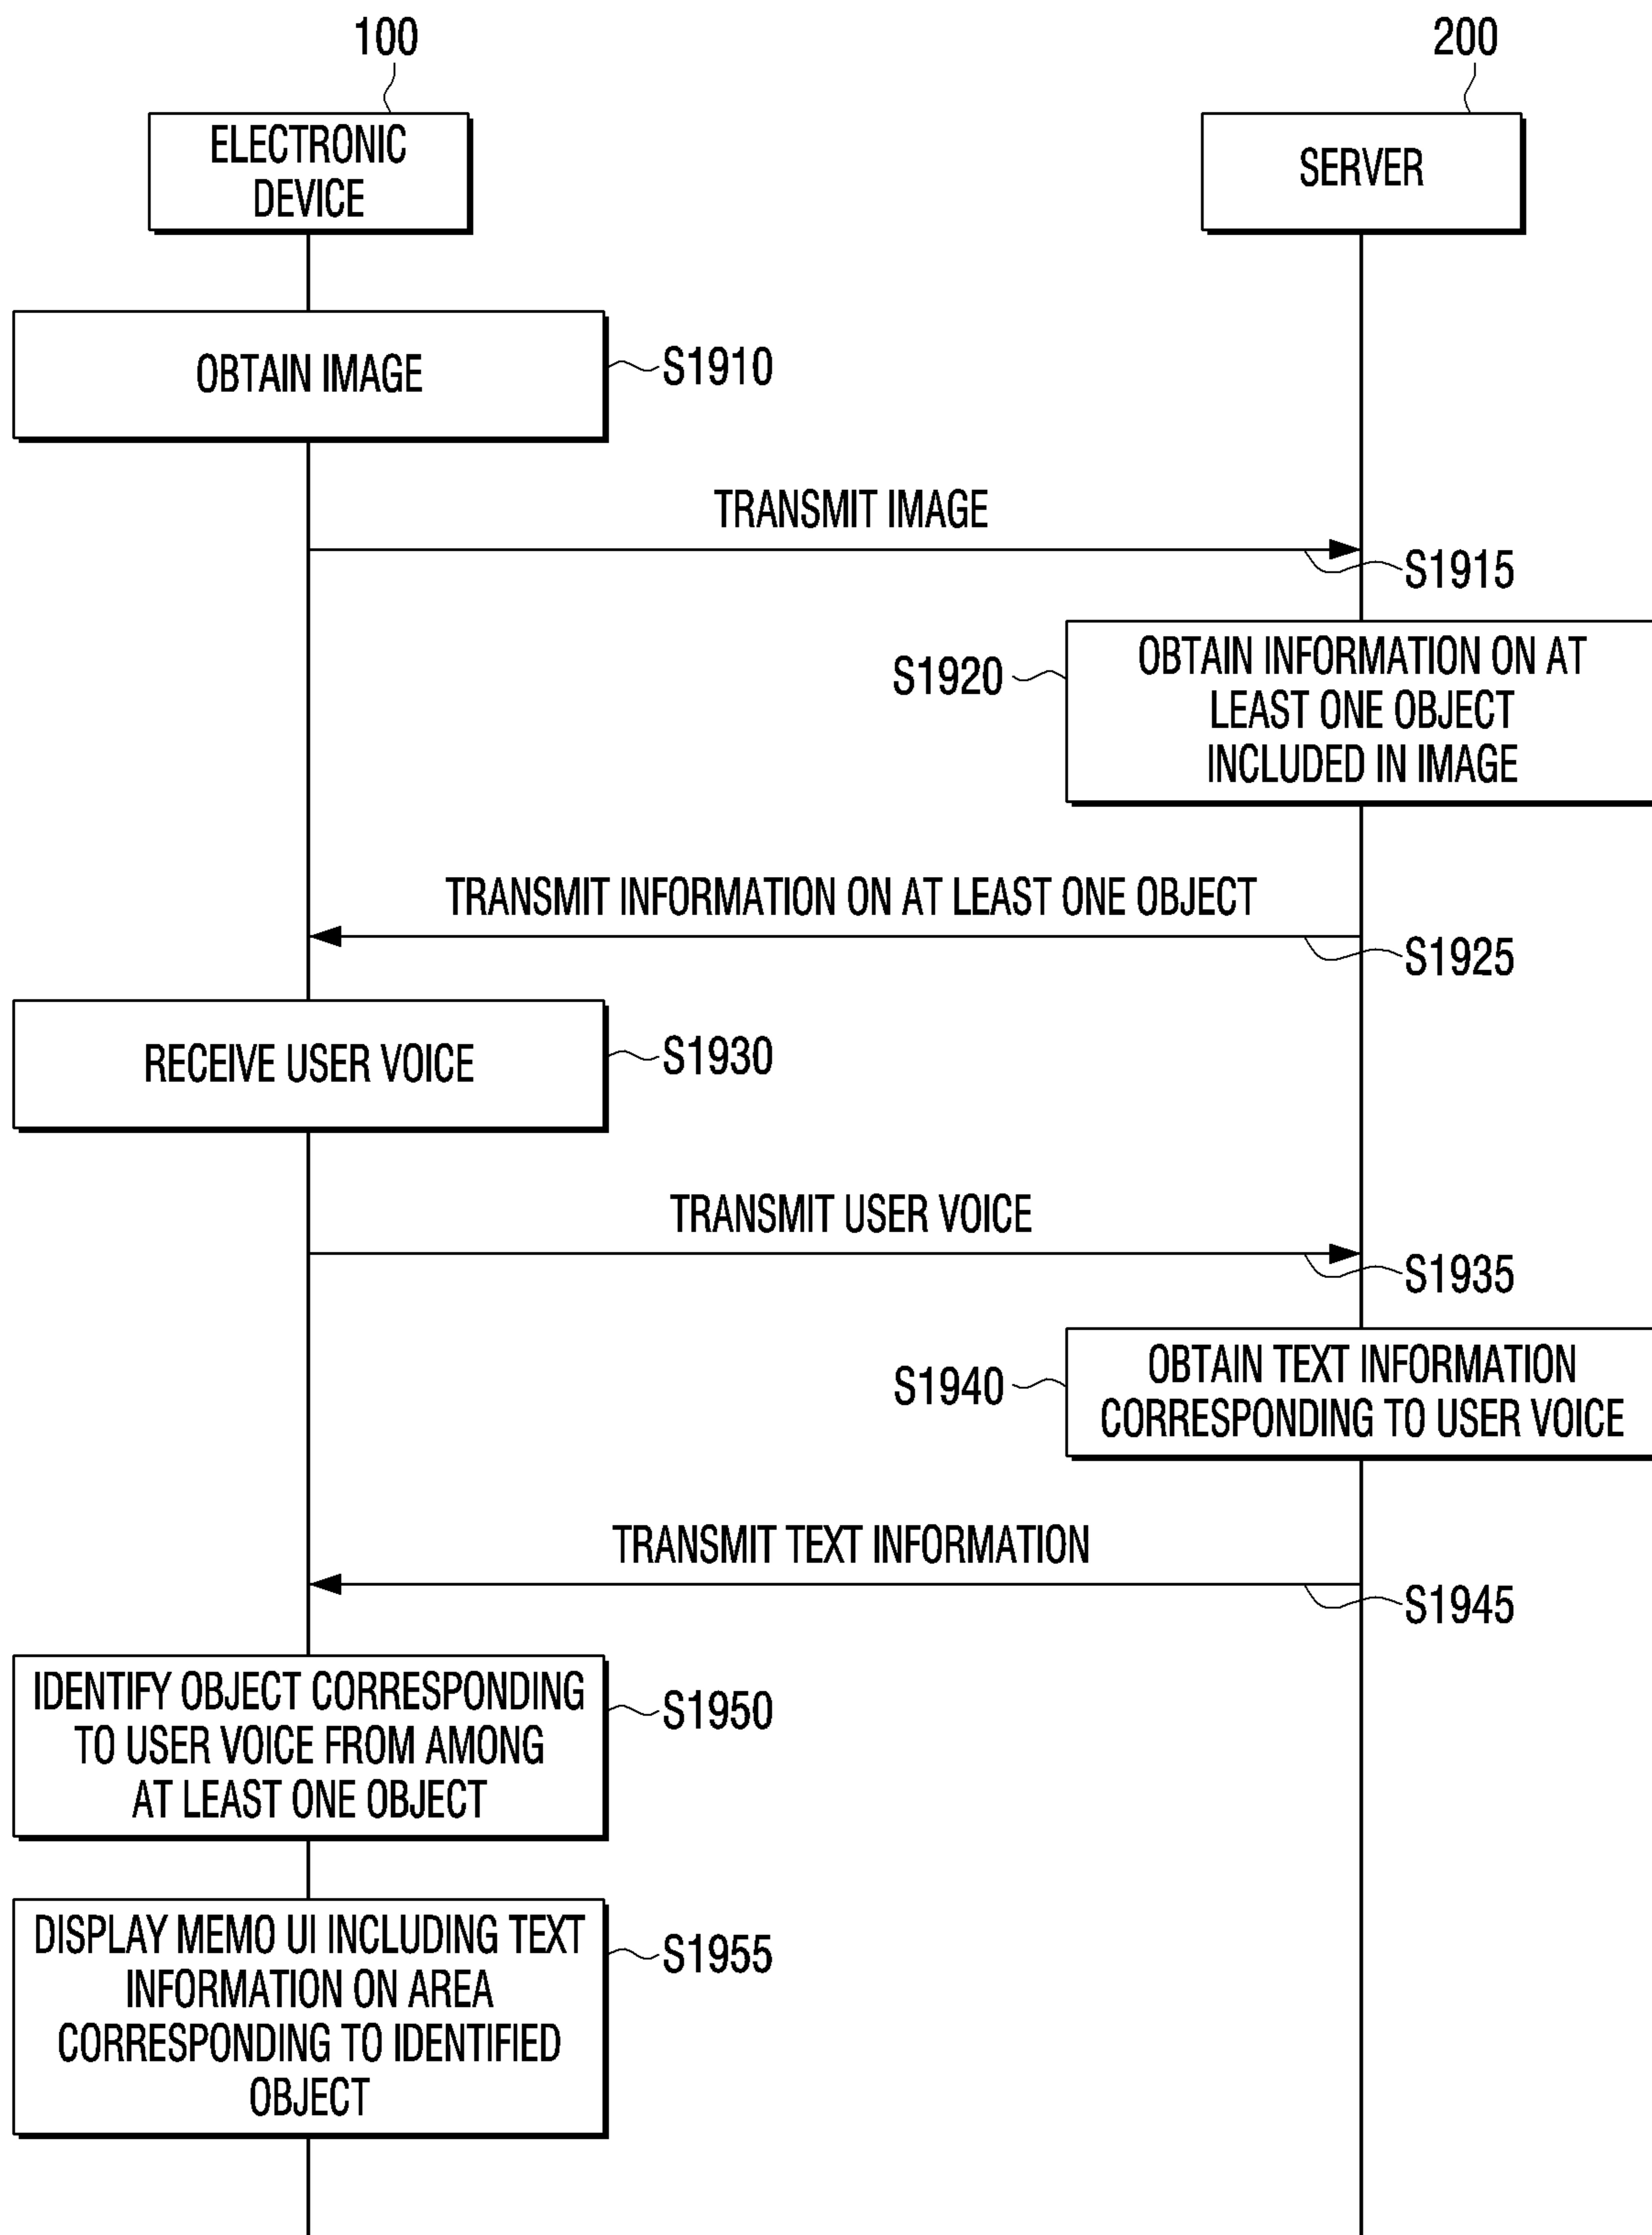 100
200
ELECTRONIC
DEVICE
SERVER
OBTAIN IMAGE
S1910
TRANSMIT IMAGE
S1915
S1920
OBTAIN INFORMATION ON AT
LEAST ONE OBJECT
INCLUDED IN IMAGE
TRANSMIT INFORMATION ON AT LEAST ONE OBJECT
S1925
RECEIVE USER VOICE
S1930
TRANSMIT USER VOICE
S1935
S1940
OBTAIN TEXT INFORMATION
CORRESPONDING TO USER VOICE
TRANSMIT TEXT INFORMATION
S1945
IDENTIFY OBJECT CORRESPONDING
TO USER VOICE FROM AMONG
AT LEAST ONE OBJECT
S1950
DISPLAY MEMO UI INCLUDING TEXT
INFORMATION ON AREA
CORRESPONDING TO IDENTIFIED
OBJECT
S1955